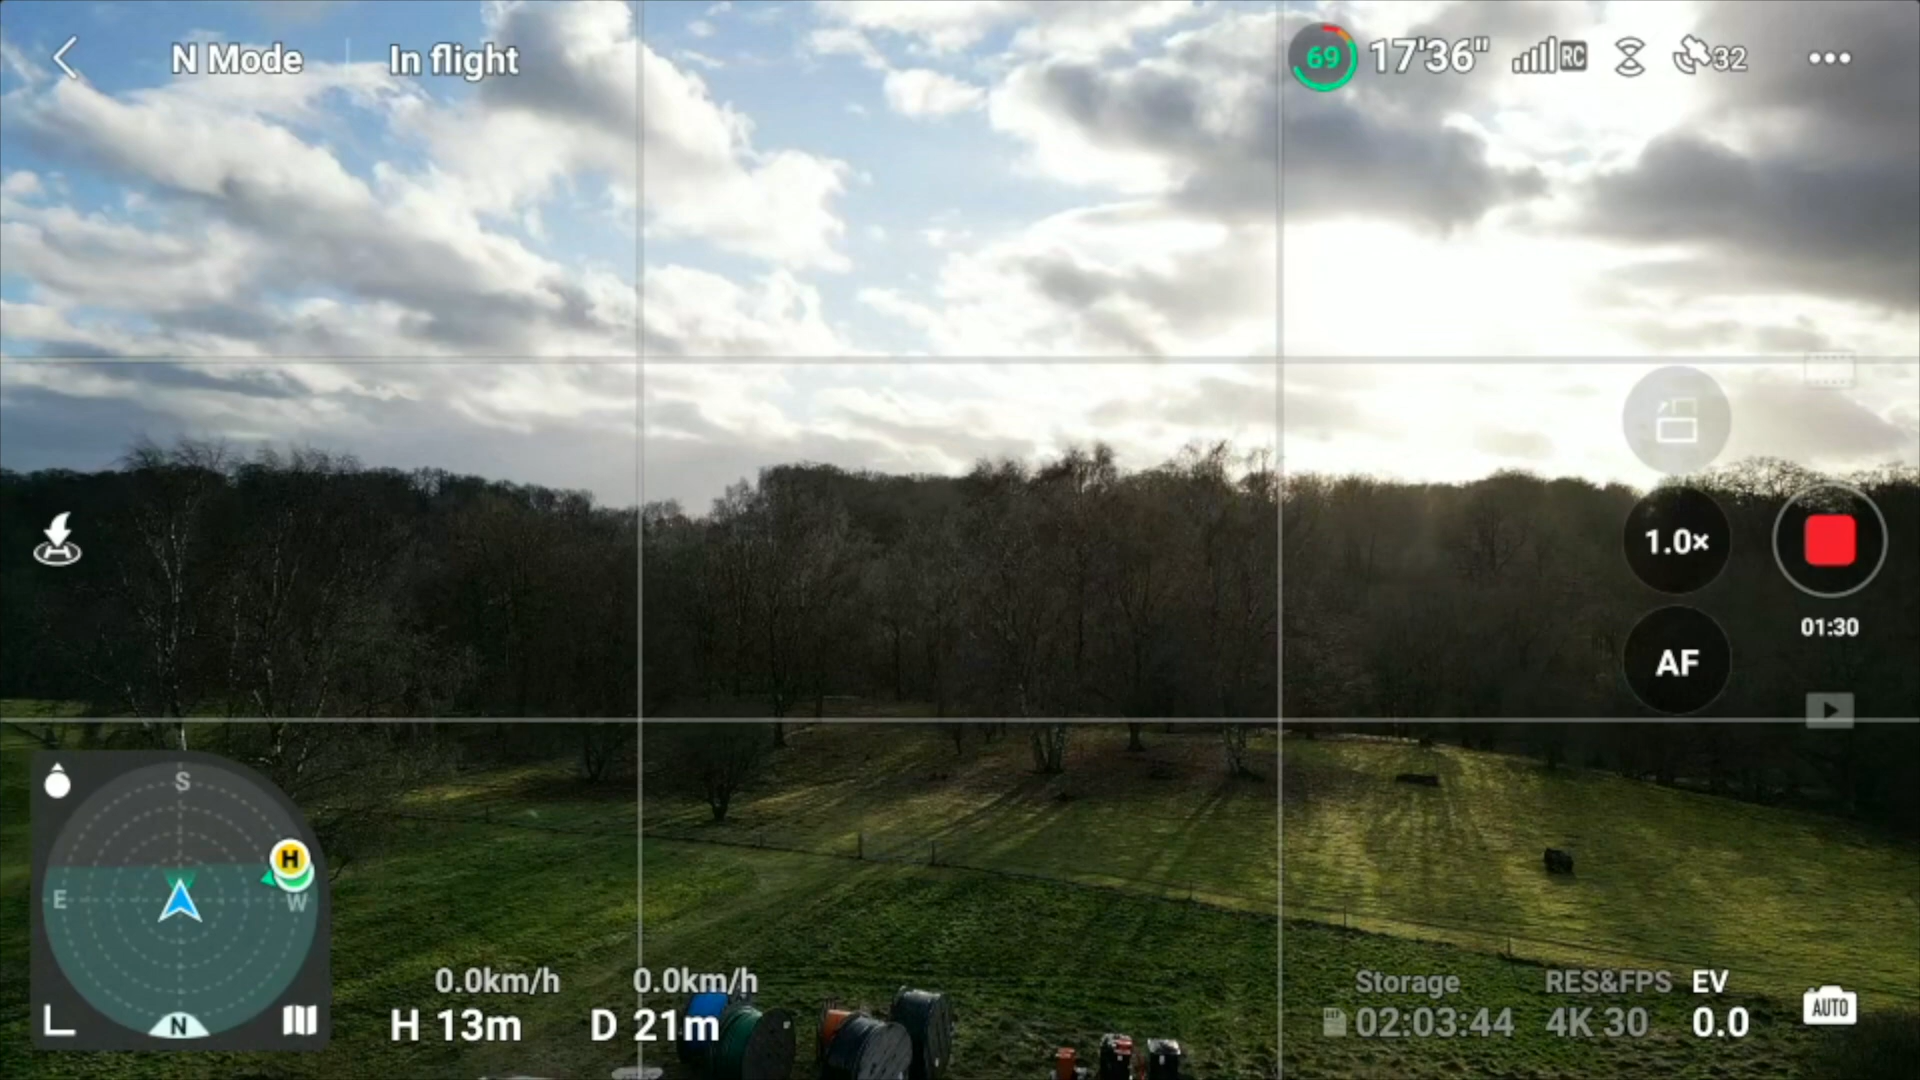 N Mode In flight
69 17'36" RC 32
1.0×
01:30
AF
S
H
E W
N
0.0km/h 0.0km/h
H 13m D 21m
Storage RES&FPS EV
02:03:44 4K 30 0.0
AUTO